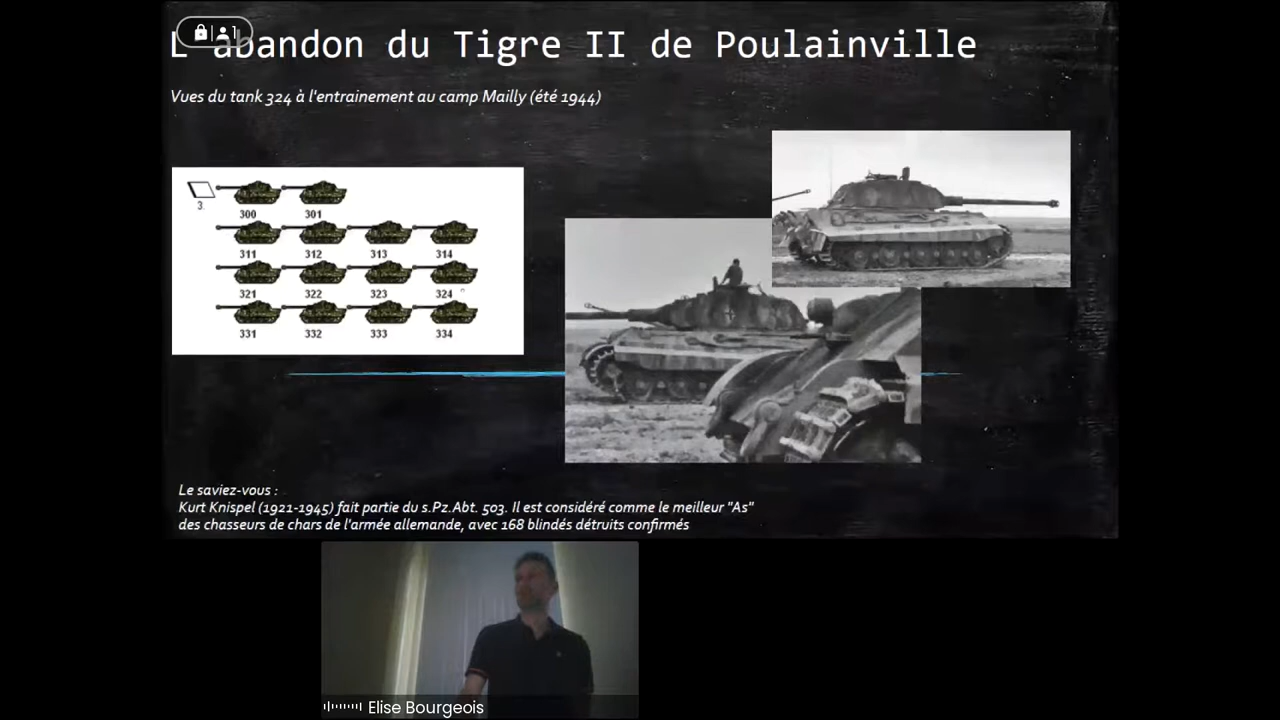 1
L'abandon du Tigre II de Poulainville
Vues du tank 324 à l'entrainement au camp Mailly (été 1944)
3.
300 301
311 312 313 314
321 322 323 324
331 332 333 334
Le saviez-vous :
Kurt Knispel (1921-1945) fait partie du s.Pz.Abt. 503. Il est considéré comme le meilleur "As"
des chasseurs de chars de l'armée allemande, avec 168 blindés détruits confirmés
Elise Bourgeois